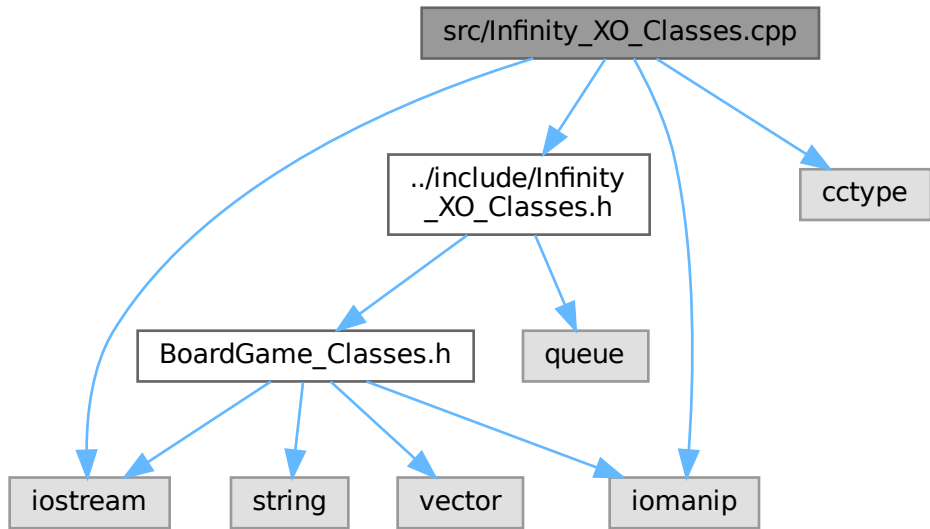 src/Infinity_XO_Classes.cpp
../include/Infinity
_XO_Classes.h
cctype
BoardGame_Classes.h
queue
iostream
string
vector
iomanip